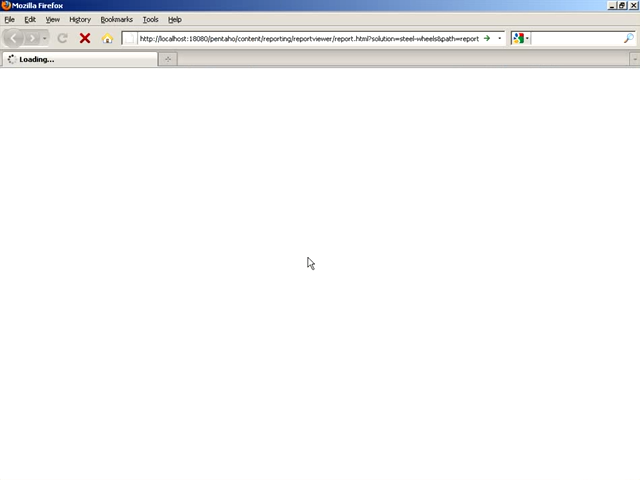 Mozilla Firefox
File Edit View History Bookmarks Tools Help
http://localhost:18080/pentaho/content/reporting/reportviewer/report.html?solution=steel-wheels&path=report
Loading...